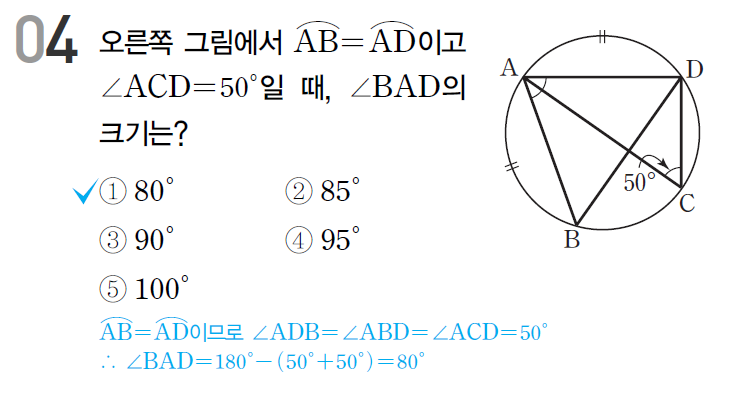 04 오른쪽 그림에서 AB=AD이고
∠ACD=50°일 때, ∠BAD의
크기는?
① 80° ② 85°
③ 90° ④ 95°
⑤ 100°
AB=AD이므로 ∠ADB=∠ABD=∠ACD=50°
∴ ∠BAD=180°-(50°+50°)=80°
A
D
50°
C
B